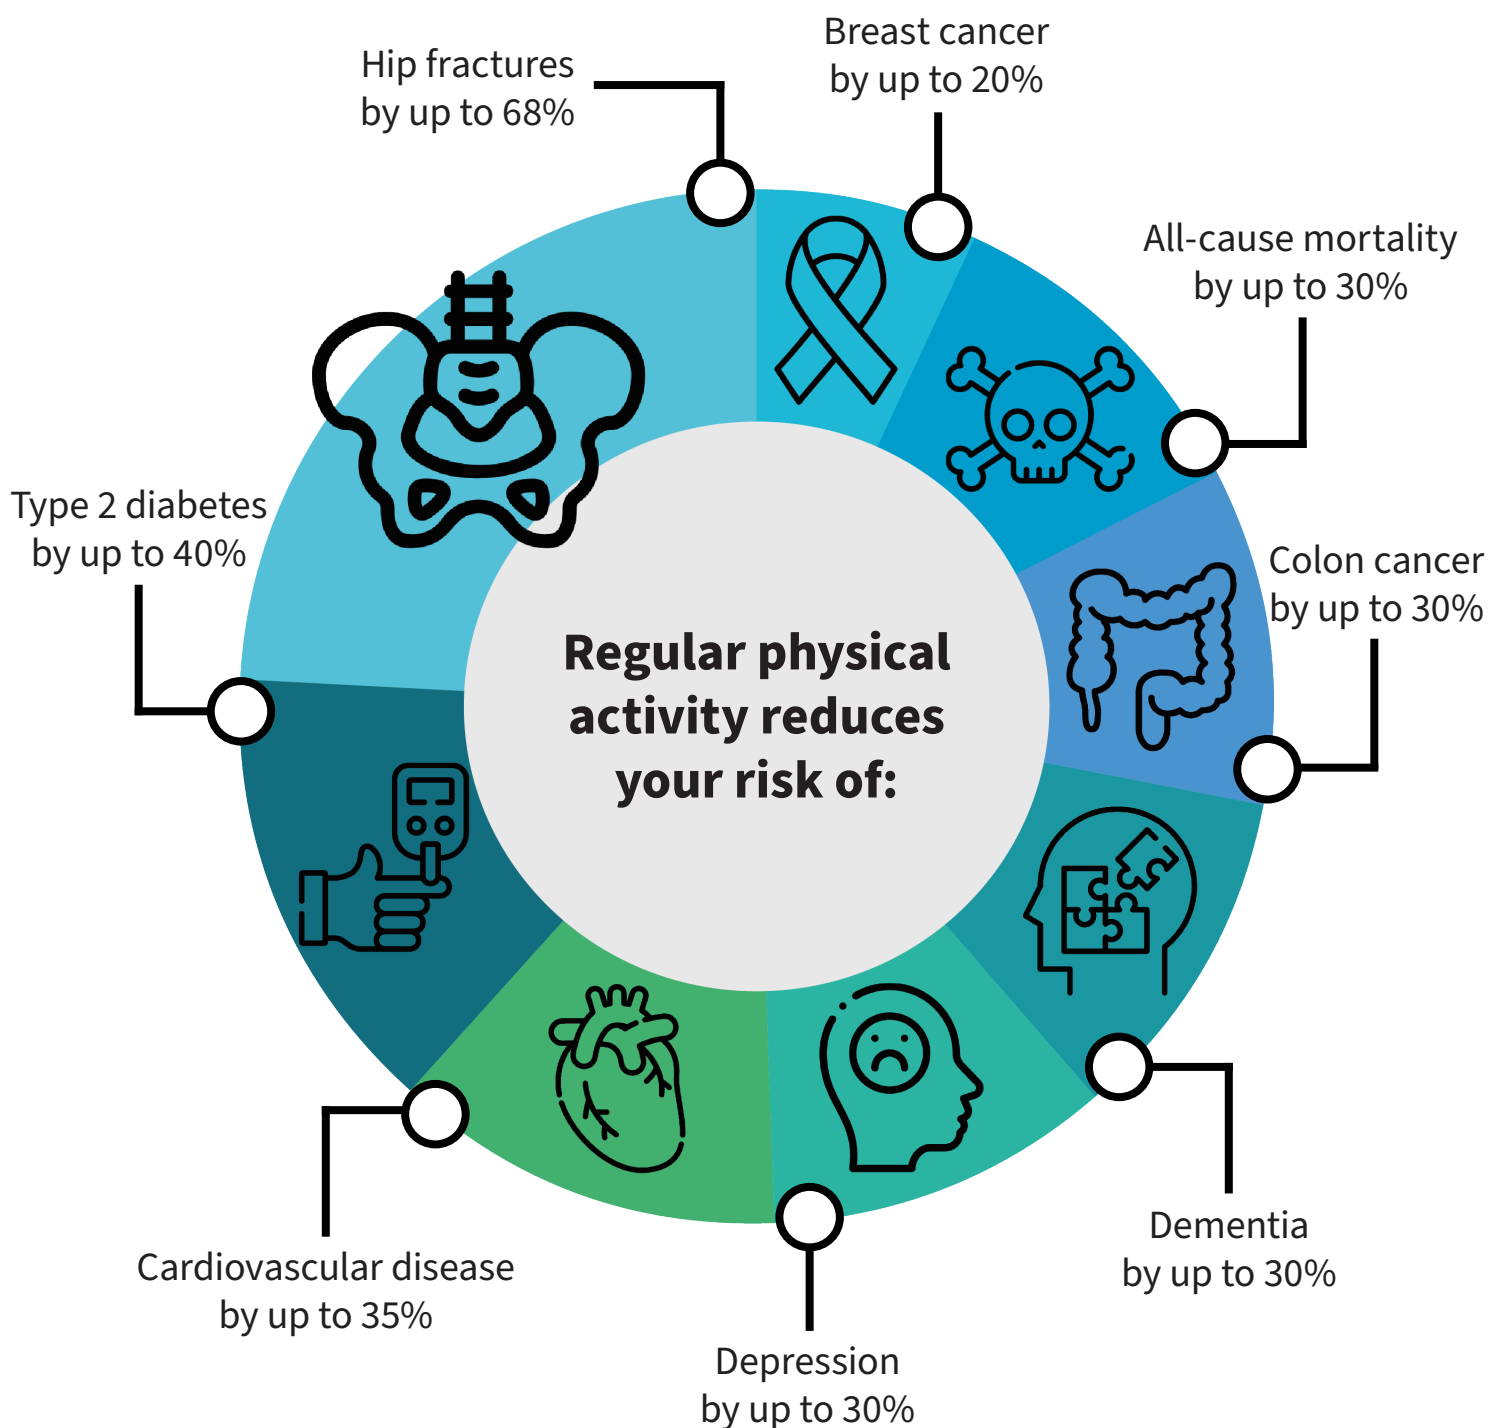 Regular physical
activity reduces
your risk of:
Breast cancer
by up to 20%
All-cause mortality
by up to 30%
Colon cancer
by up to 30%
Dementia
by up to 30%
Depression
by up to 30%
Cardiovascular disease
by up to 35%
Type 2 diabetes
by up to 40%
Hip fractures
by up to 68%